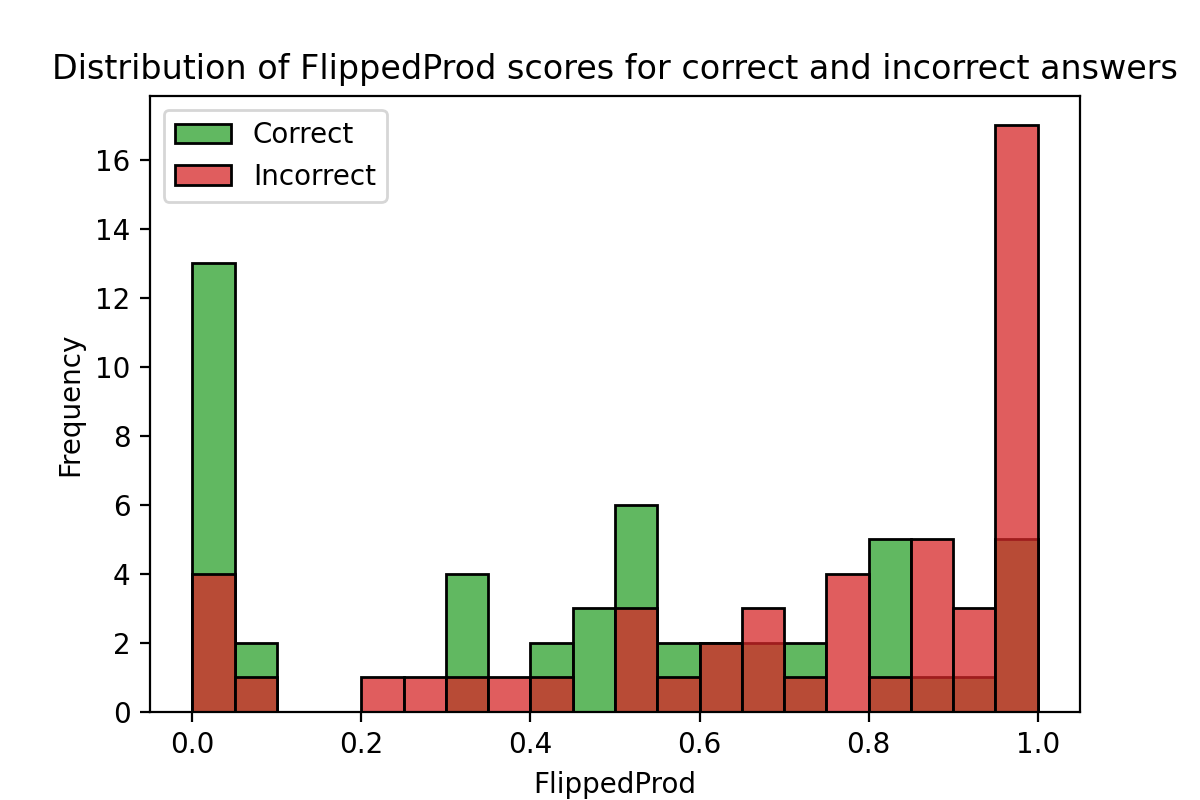 Distribution of FlippedProd scores for correct and incorrect answers
Correct
Incorrect
16
14
12
10
8
6
4
2
0
Frequency
0.0 0.2 0.4 0.6 0.8 1.0
FlippedProd